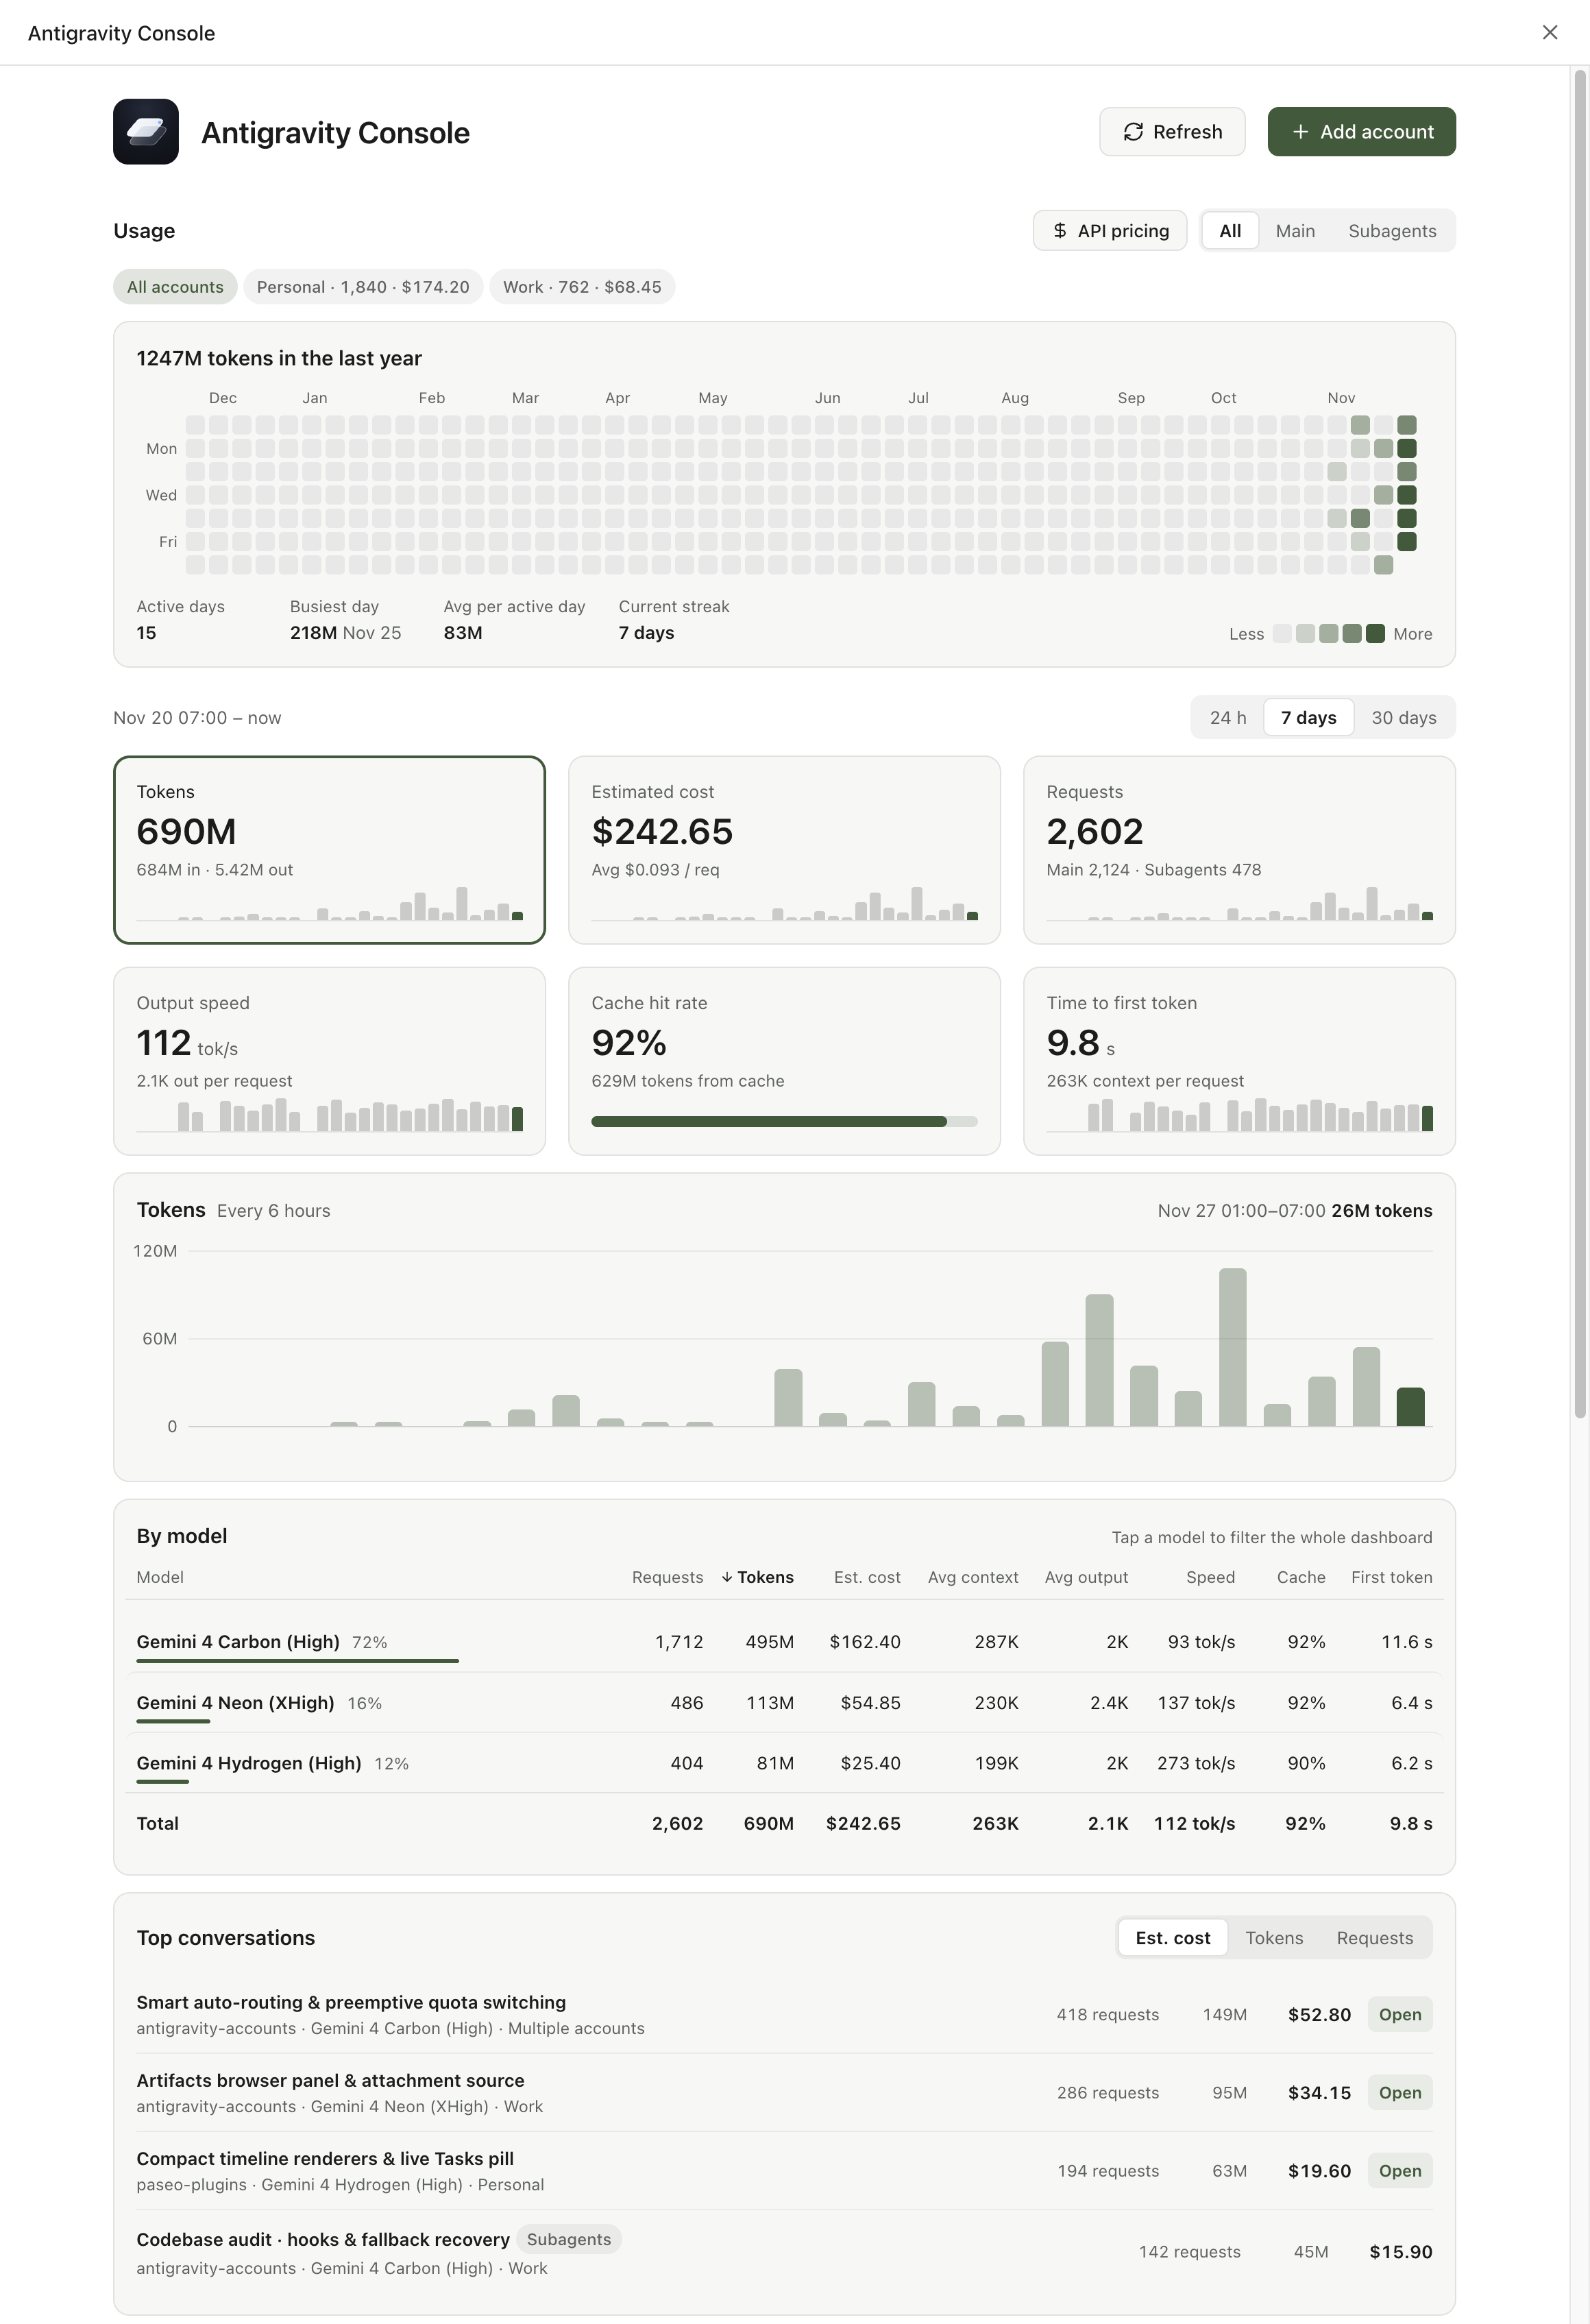 Antigravity Console
Antigravity Console
Refresh
Add account
Usage
API pricing
All Main Subagents
All accounts
Personal · 1,840 · $174.20
Work · 762 · $68.45
1247M tokens in the last year
Dec Jan Feb Mar Apr May Jun Jul Aug Sep Oct Nov
Mon
Wed
Fri
Active days Busiest day Avg per active day Current streak
15 218M Nov 25 83M 7 days
Less More
Nov 20 07:00 – now
24 h 7 days 30 days
Tokens
690M
684M in · 5.42M out
Estimated cost
$242.65
Avg $0.093 / req
Requests
2,602
Main 2,124 · Subagents 478
Output speed
112 tok/s
2.1K out per request
Cache hit rate
92%
629M tokens from cache
Time to first token
9.8 s
263K context per request
Tokens Every 6 hours
Nov 27 01:00–07:00 26M tokens
120M
60M
0
By model
Tap a model to filter the whole dashboard
Model Requests ↓ Tokens Est. cost Avg context Avg output Speed Cache First token
Gemini 4 Carbon (High) 72% 1,712 495M $162.40 287K 2K 93 tok/s 92% 11.6 s
Gemini 4 Neon (XHigh) 16% 486 113M $54.85 230K 2.4K 137 tok/s 92% 6.4 s
Gemini 4 Hydrogen (High) 12% 404 81M $25.40 199K 2K 273 tok/s 90% 6.2 s
Total 2,602 690M $242.65 263K 2.1K 112 tok/s 92% 9.8 s
Top conversations
Est. cost Tokens Requests
Smart auto-routing & preemptive quota switching
antigravity-accounts · Gemini 4 Carbon (High) · Multiple accounts
418 requests 149M $52.80 Open
Artifacts browser panel & attachment source
antigravity-accounts · Gemini 4 Neon (XHigh) · Work
286 requests 95M $34.15 Open
Compact timeline renderers & live Tasks pill
paseo-plugins · Gemini 4 Hydrogen (High) · Personal
194 requests 63M $19.60 Open
Codebase audit · hooks & fallback recovery Subagents
antigravity-accounts · Gemini 4 Carbon (High) · Work
142 requests 45M $15.90